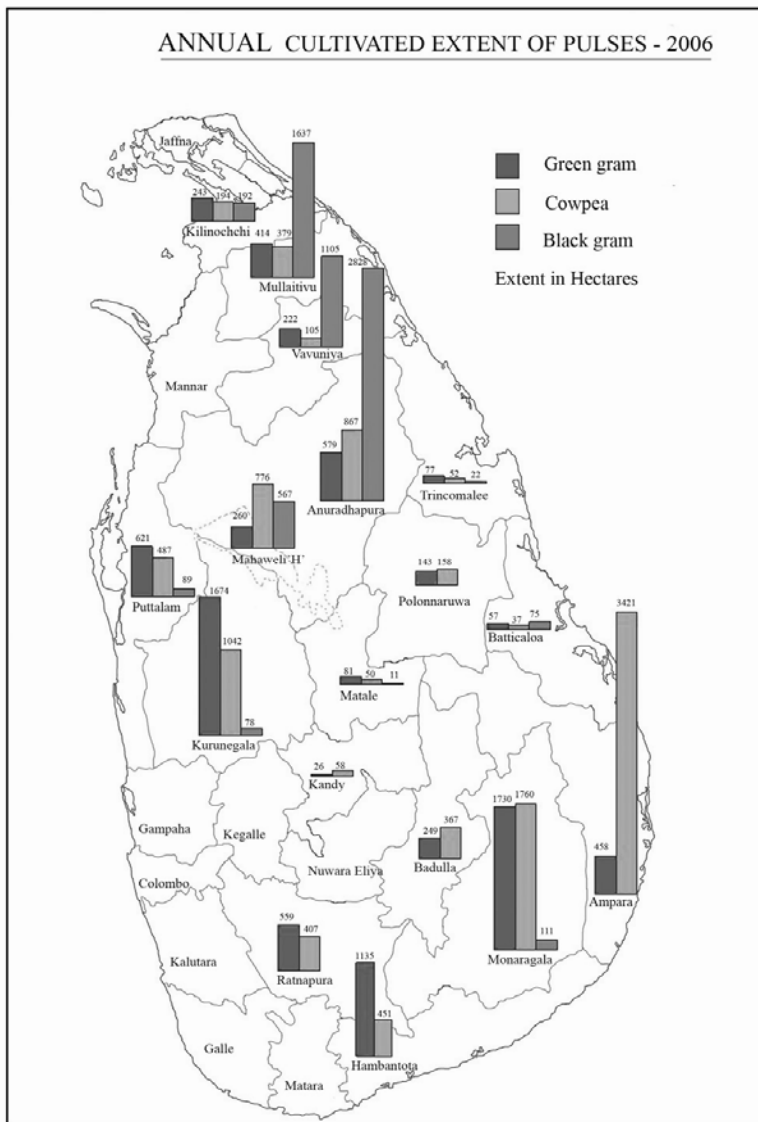 ANNUAL CULTIVATED EXTENT OF PULSES - 2006
Green gram
Cowpea
Black gram
Extent in Hectares
Jaffna
243 194 192
Kilinochchi
1637
414 379
Mullaitivu
1105
222
105
Vavuniya
2828
Mannar
867
579
Anuradhapura
77 52 22
Trincomalee
776
567
260
Mahaweli 'H'
621
487
89
Puttalam
143 158
Polonnaruwa
57 37 75
Batticaloa
1674
1042
78
Kurunegala
81 50 11
Matale
3421
458
Ampara
26 58
Kandy
Gampaha
Kegalle
Nuwara Eliya
249 367
Badulla
1730 1760
111
Monaragala
Colombo
559
407
Ratnapura
Kalutara
1135
451
Hambantota
Galle
Matara